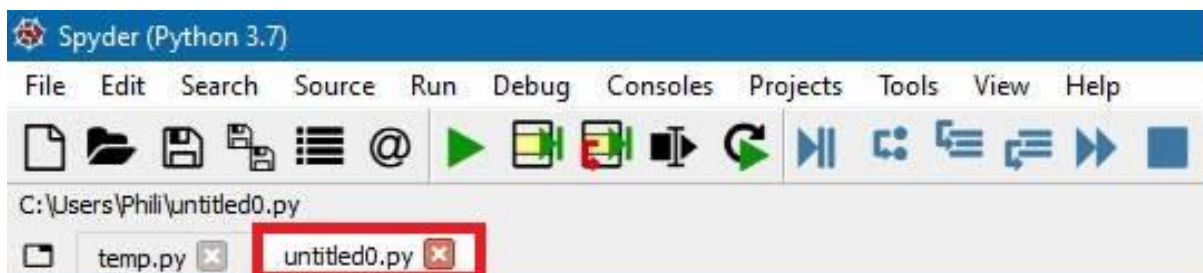 Spyder (Python 3.7)
File Edit Search Source Run Debug Consoles Projects Tools View Help
@
C:\Users\Phili\untitled0.py
temp.py untitled0.py